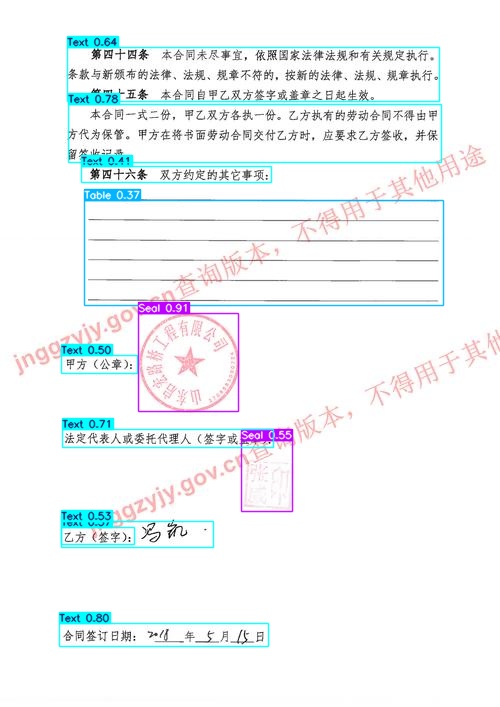 Text 0.64
第四十四条 本合同未尽事宜，依照国家法律法规和有关规定执行。
条款与新颁布的法律、法规、规章不符的，按新的法律、法规、规章执行。
Text 0.78
十五条 本合同自甲乙双方签字或盖章之日起生效。
本合同一式二份，甲乙双方各执一份。乙方执有的劳动合同不得由甲
方代为保管。甲方在将书面劳动合同交付乙方时，应要求乙方签收，并保
留签收记录
Text 0.41
第四十六条 双方约定的其它事项：
Table 0.37
Seal 0.91
山东启宏路桥工程有限公司
Text 0.50
甲方（公章）：
Text 0.71
法定代表人或委托代理人（签字或
Seal 0.55
张印
Text 0.53
乙方（签字）：冯凯
Text 0.80
合同签订日期：2018 年 5 月 15 日
jnggzyjy.gov.cn查询版本，不得用于其他用途
jnggzyjy.gov.cn查询版本，不得用于其他用途